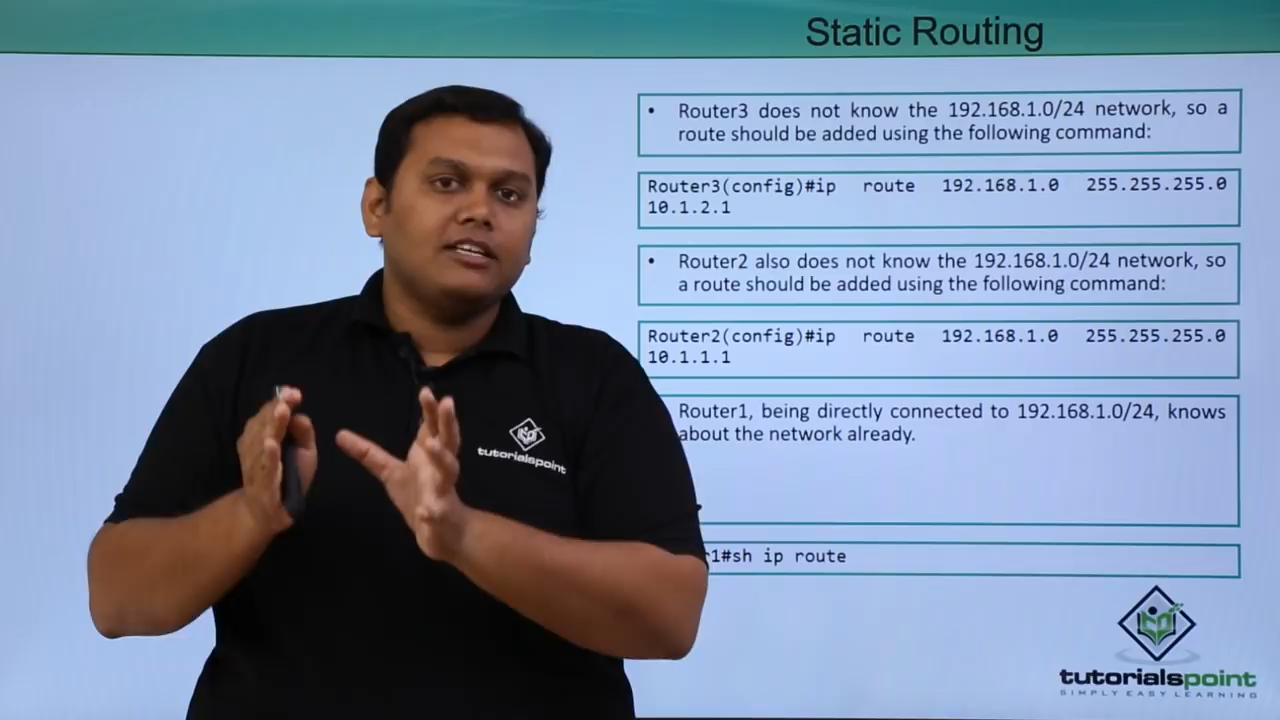 Static Routing
• Router3 does not know the 192.168.1.0/24 network, so a
route should be added using the following command:
Router3(config)#ip route 192.168.1.0 255.255.255.0
10.1.2.1
• Router2 also does not know the 192.168.1.0/24 network, so
a route should be added using the following command:
Router2(config)#ip route 192.168.1.0 255.255.255.0
10.1.1.1
Router1, being directly connected to 192.168.1.0/24, knows
about the network already.
1#sh ip route
tutorialspoint
tutorialspoint
SIMPLY EASY LEARNING